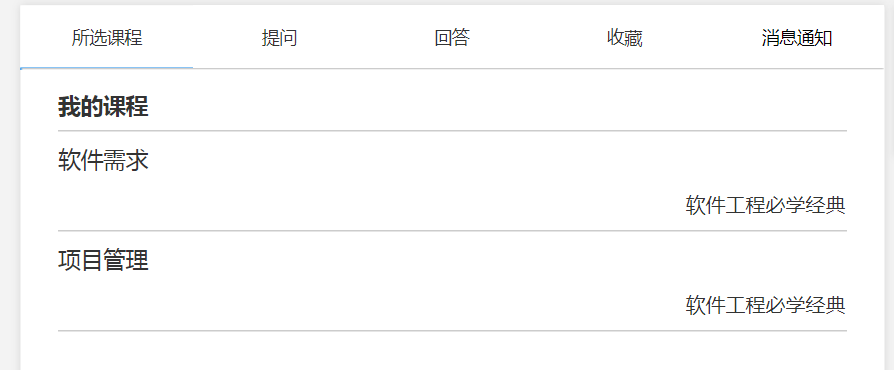 所选课程 提问 回答 收藏 消息通知
我的课程
软件需求
软件工程必学经典
项目管理
软件工程必学经典